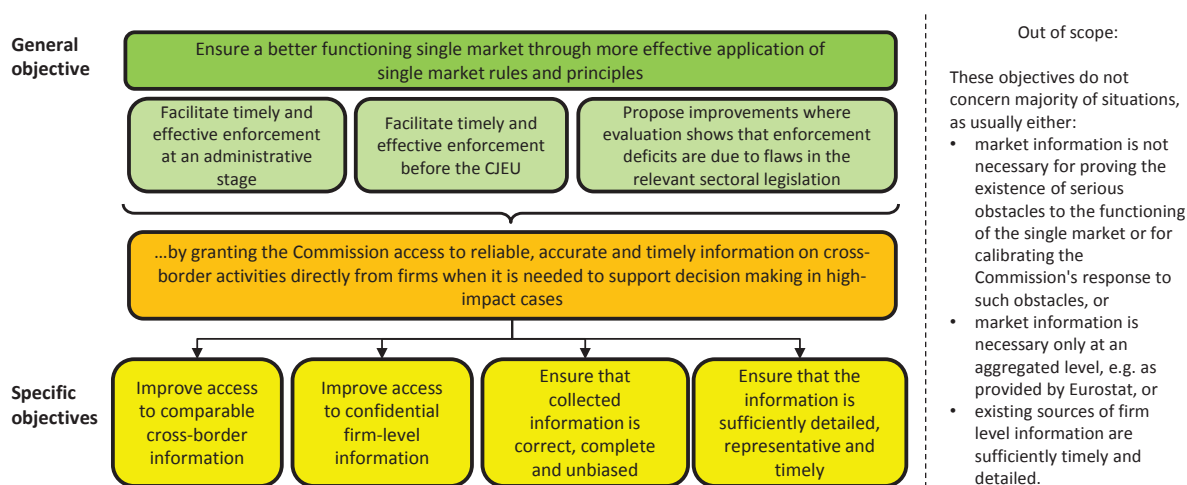 General
objective
Ensure a better functioning single market through more effective application of
single market rules and principles
Facilitate timely and
effective enforcement
at an administrative
stage
Facilitate timely and
effective enforcement
before the CJEU
Propose improvements where
evaluation shows that enforcement
deficits are due to flaws in the
relevant sectoral legislation
...by granting the Commission access to reliable, accurate and timely information on cross-
border activities directly from firms when it is needed to support decision making in high-
impact cases
Specific
objectives
Improve access
to comparable
cross-border
information
Improve access
to confidential
firm-level
information
Ensure that
collected
information is
correct, complete
and unbiased
Ensure that the
information is
sufficiently detailed,
representative and
timely
Out of scope:
These objectives do not
concern majority of situations,
as usually either:
• market information is not
necessary for proving the
existence of serious
obstacles to the functioning
of the single market or for
calibrating the
Commission's response to
such obstacles, or
• market information is
necessary only at an
aggregated level, e.g. as
provided by Eurostat, or
• existing sources of firm
level information are
sufficiently timely and
detailed.